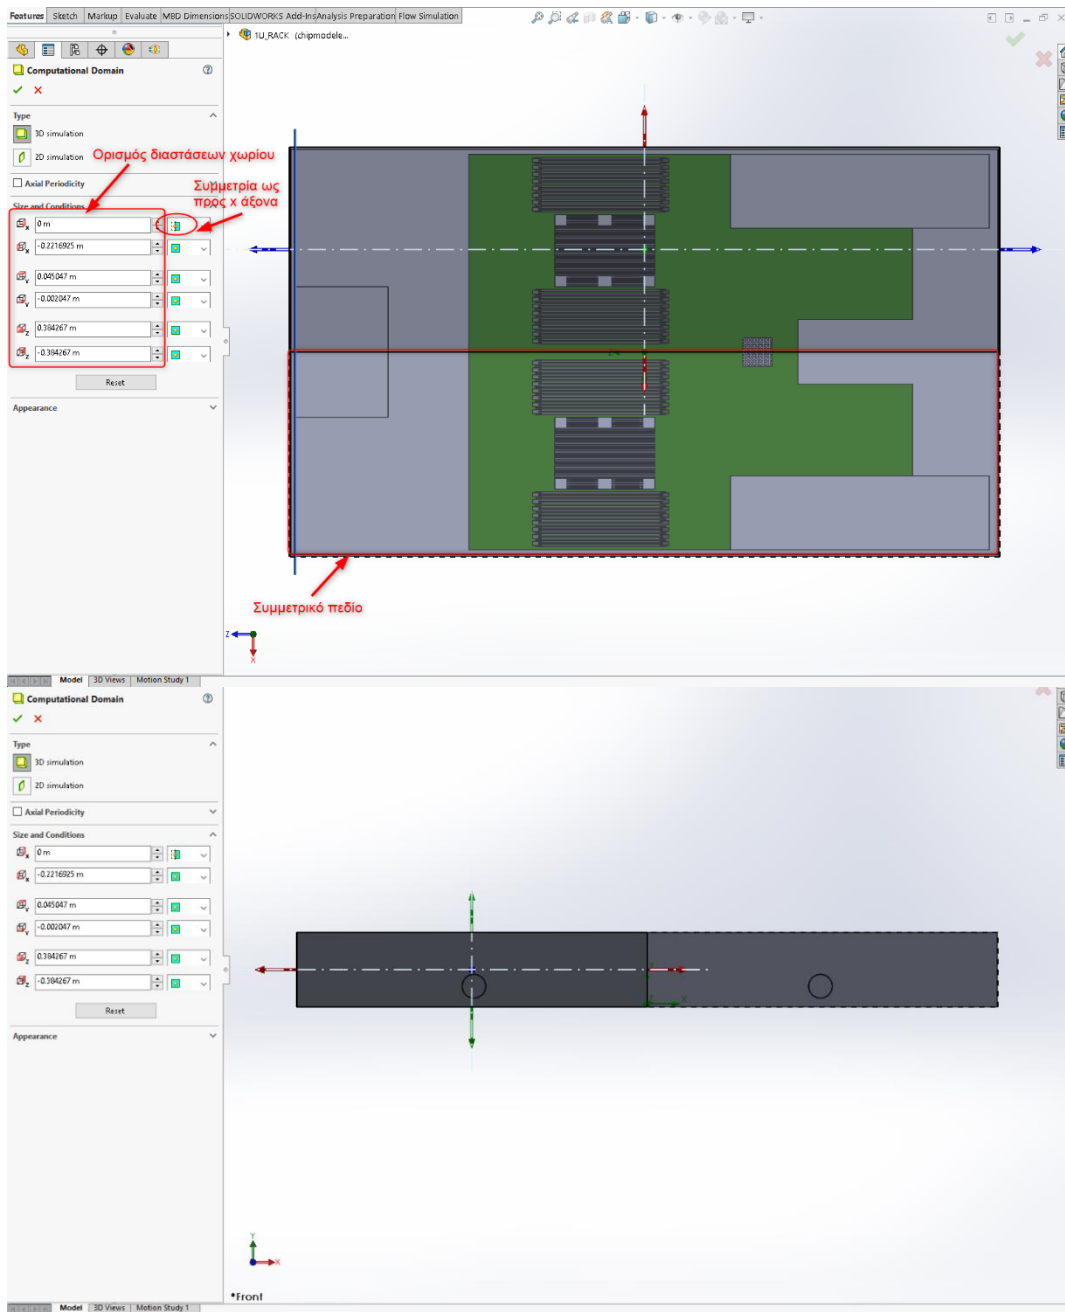 Features Sketch Markup Evaluate MBD Dimensions SOLIDWORKS Add-Ins Analysis Preparation Flow Simulation
1U_RACK (chipmodele...
Computational Domain
Type
3D simulation
2D simulation
Ορισμός διαστάσεων χωρίου
Axial Periodicity
Συμμετρία ως
προς x άξονα
Size and Conditions
X 0 m
X -0.2216925 m
Y 0.045047 m
Y -0.002047 m
Z 0.384267 m
Z -0.384267 m
Reset
Appearance
Συμμετρικό πεδίο
Z
X
Model 3D Views Motion Study 1
Computational Domain
Type
3D simulation
2D simulation
Axial Periodicity
Size and Conditions
X 0 m
X -0.2216925 m
Y 0.045047 m
Y -0.002047 m
Z 0.384267 m
Z -0.384267 m
Reset
Appearance
Y
X
*Front
Model 3D Views Motion Study 1